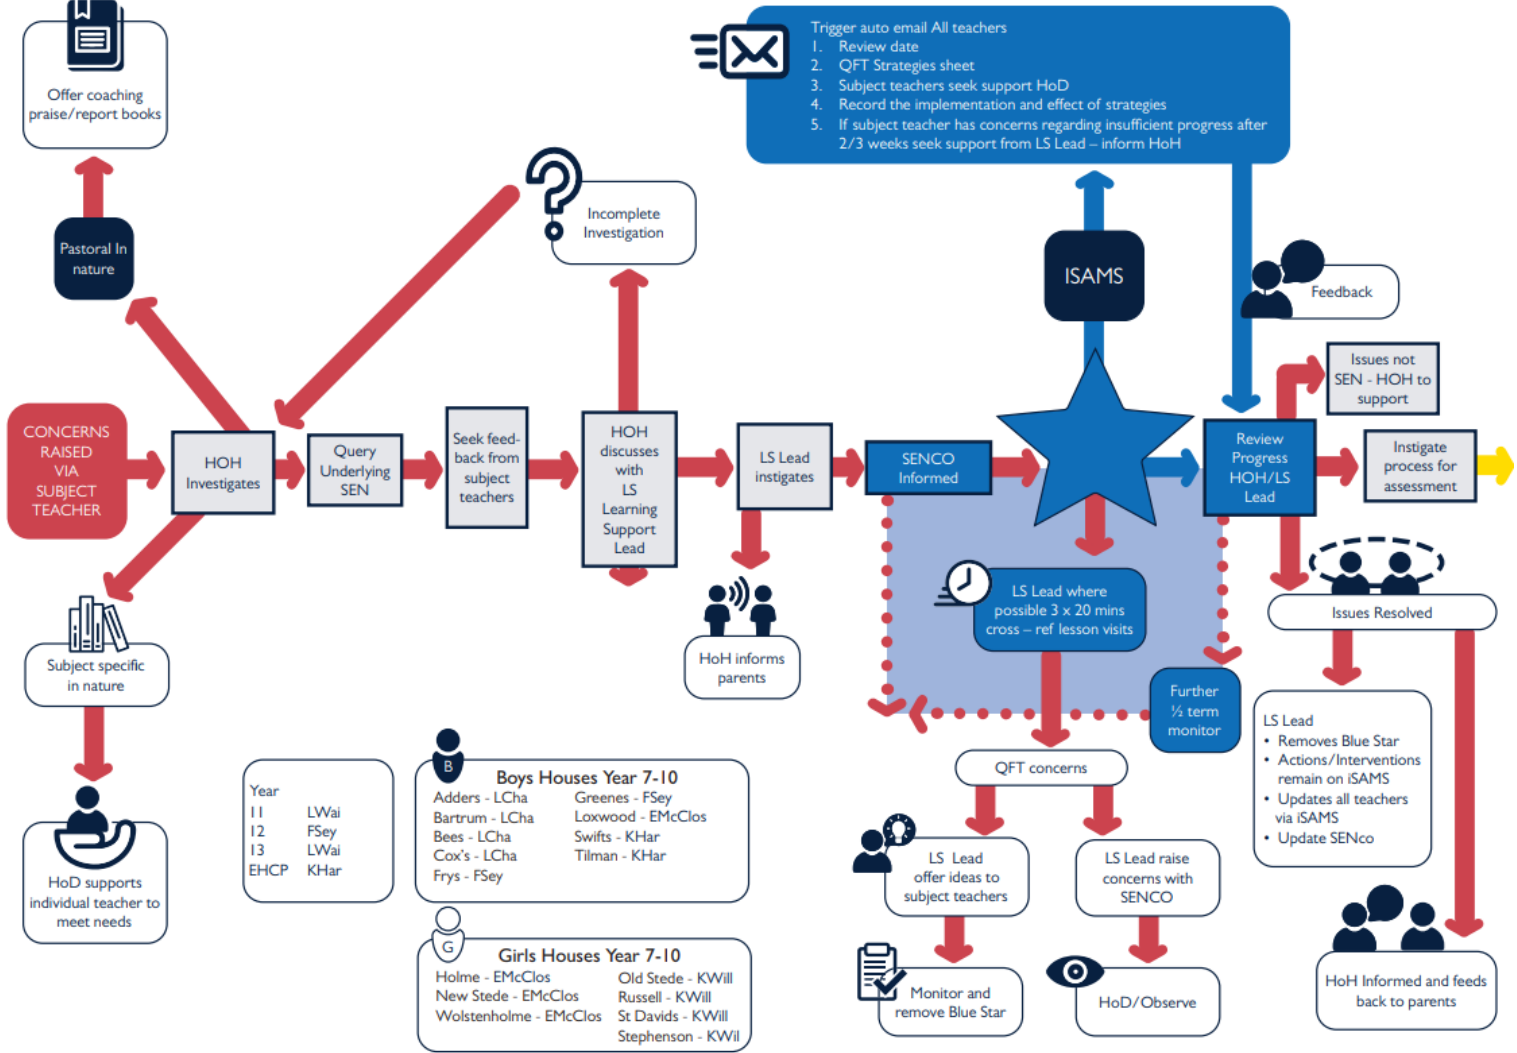 Trigger auto email All teachers
1. Review date
2. QFT Strategies sheet
3. Subject teachers seek support HoD
4. Record the implementation and effect of strategies
5. If subject teacher has concerns regarding insufficient progress after
2/3 weeks seek support from LS Lead – inform HoH
Offer coaching
praise/report books
Pastoral In
nature
Incomplete
Investigation
ISAMS
Feedback
Issues not
SEN - HOH to
support
CONCERNS
RAISED
VIA
SUBJECT
TEACHER
HOH
Investigates
Query
Underlying
SEN
Seek feed-
back from
subject
teachers
HOH
discusses
with
LS
Learning
Support
Lead
LS Lead
instigates
SENCO
Informed
Review
Progress
HOH/LS
Lead
Instigate
process for
assessment
LS Lead where
possible 3 x 20 mins
cross – ref lesson visits
Issues Resolved
Subject specific
in nature
HoH informs
parents
Further
½ term
monitor
LS Lead
• Removes Blue Star
• Actions/Interventions
remain on iSAMS
• Updates all teachers
via iSAMS
• Update SENco
QFT concerns
HoD supports
individual teacher to
meet needs
Year
11 LWai
12 FSey
13 LWai
EHCP KHar
B
Boys Houses Year 7-10
Adders - LCha
Bartrum - LCha
Bees - LCha
Cox's - LCha
Frys - FSey
Greenes - FSey
Loxwood - EMcClos
Swifts - KHar
Tilman - KHar
G
Girls Houses Year 7-10
Holme - EMcClos
New Stede - EMcClos
Wolstenholme - EMcClos
Old Stede - KWill
Russell - KWill
St Davids - KWill
Stephenson - KWil
LS Lead
offer ideas to
subject teachers
LS Lead raise
concerns with
SENCO
Monitor and
remove Blue Star
HoD/Observe
HoH Informed and feeds
back to parents